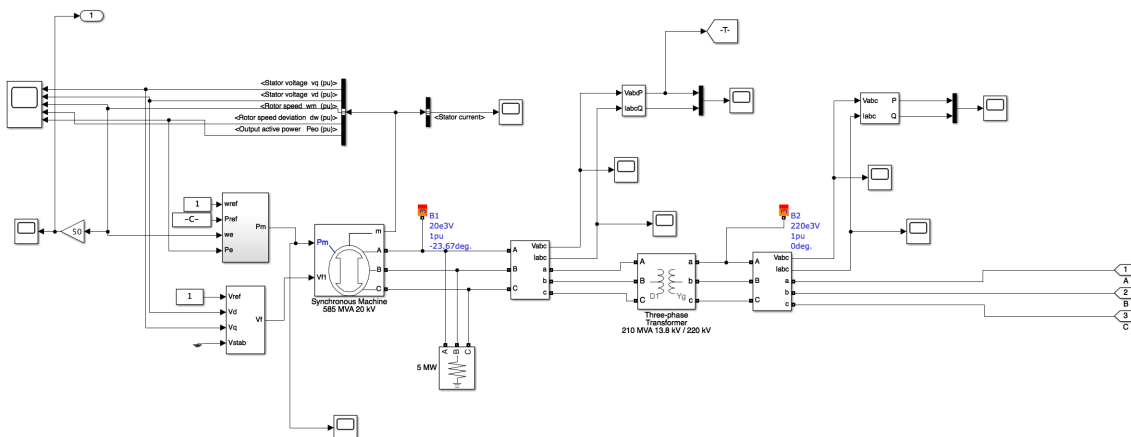 1
-T-
<Stator voltage vq (pu)>
<Stator voltage vd (pu)>
<Rotor speed wm (pu)>
<Rotor speed deviation dw (pu)>
<Output active power Peo (pu)>
<Stator current>
VabcP
IabcQ
Vabc P
Iabc Q
50
1
-C-
wref
Pref
we
Pe
Pm
1
Vref
Vd
Vq
Vstab
Vf
Pm
Vf1
m
A
B
C
Synchronous Machine
585 MVA 20 kV
B1
20e3V
1pu
-23.67deg.
A B C
5 MW
A
B
C
Vabc
Iabc
a
b
c
A
B
C
D1
Yg
a
b
c
Three-phase
Transformer
210 MVA 13.8 kV / 220 kV
B2
220e3V
1pu
0deg.
A
B
C
Vabc
Iabc
a
b
c
1
A
2
B
3
C